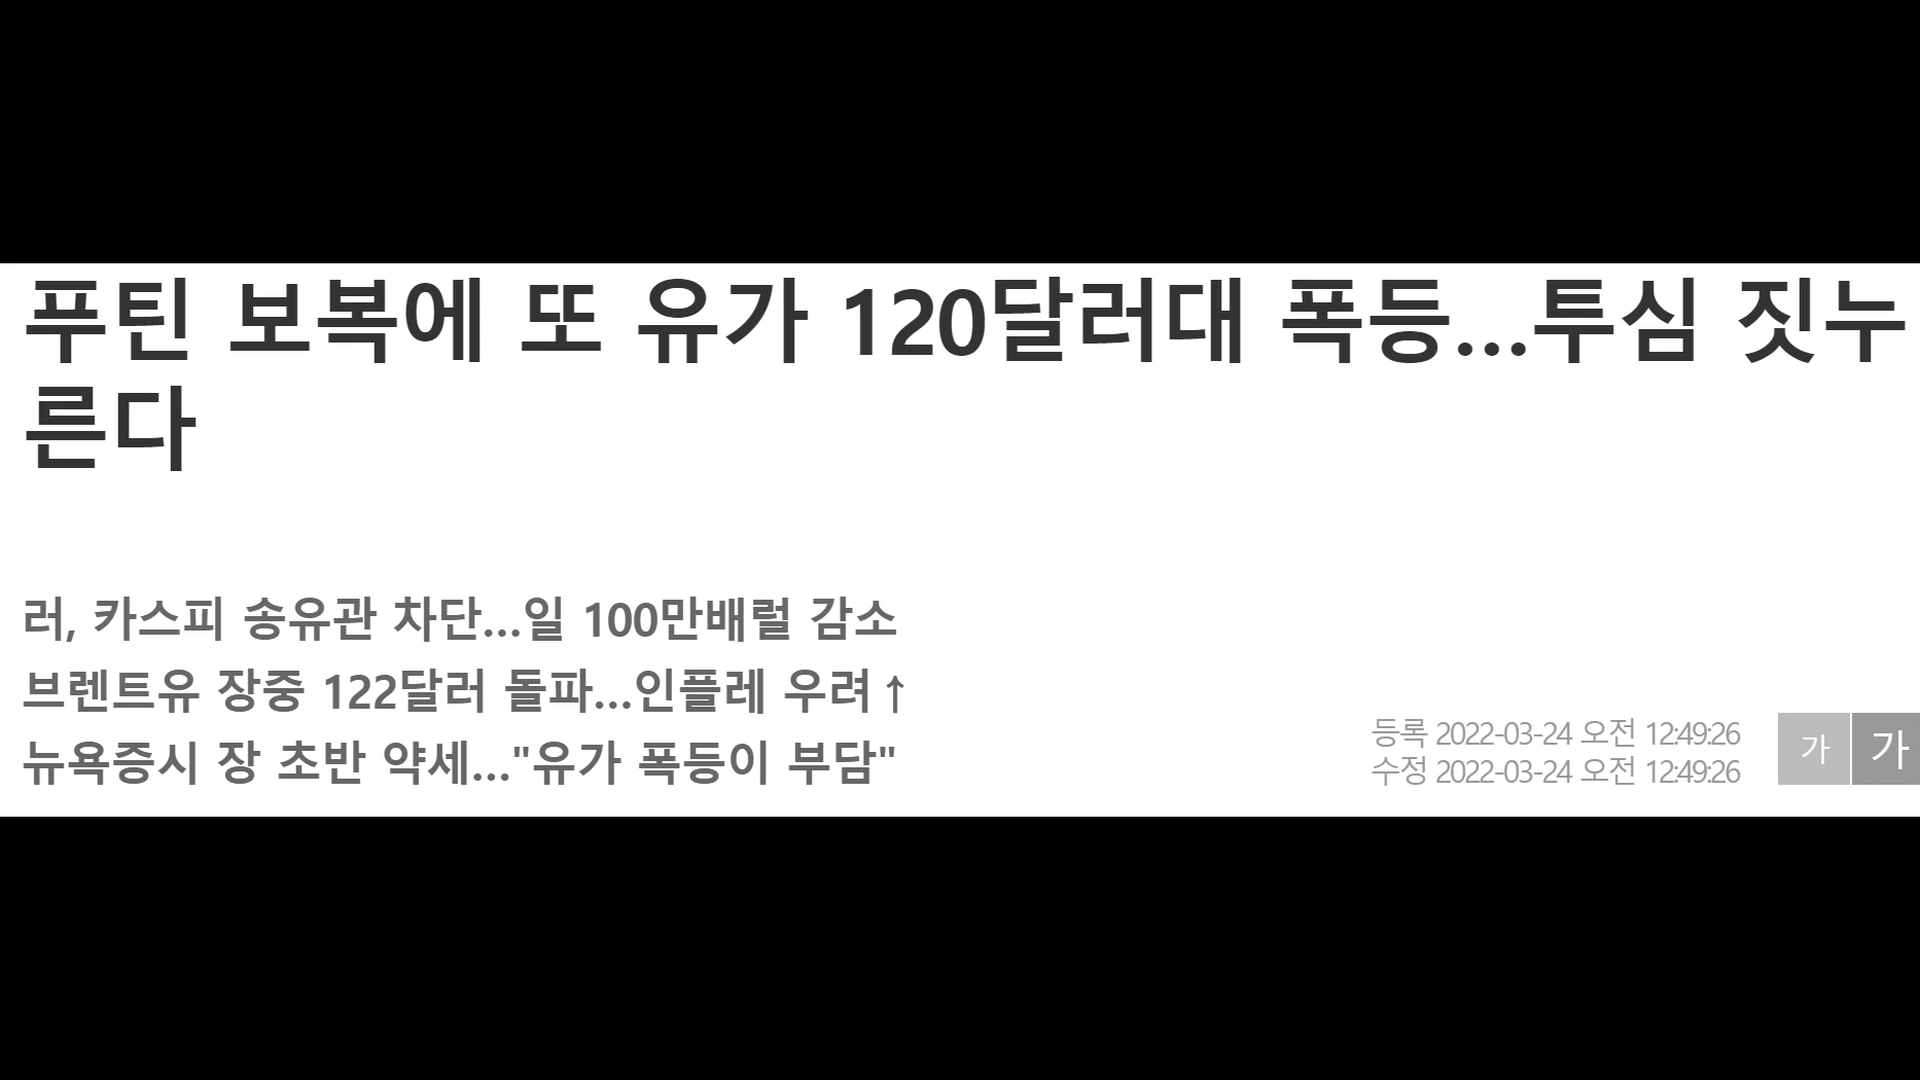 푸틴 보복에 또 유가 120달러대 폭등...투심 짓누
른다
러, 카스피 송유관 차단...일 100만배럴 감소
브렌트유 장중 122달러 돌파...인플레 우려↑
뉴욕증시 장 초반 약세..."유가 폭등이 부담"
등록 2022-03-24 오전 12:49:26
수정 2022-03-24 오전 12:49:26
가 가